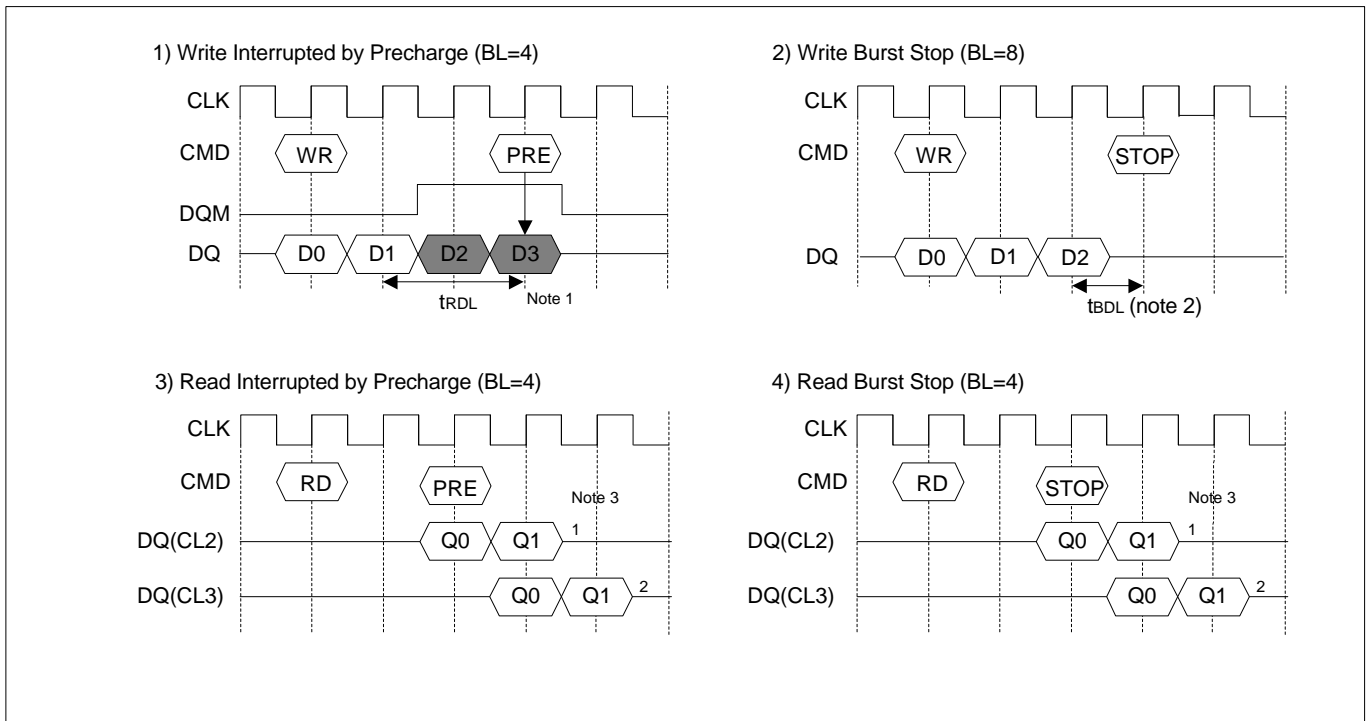 1) Write Interrupted by Precharge (BL=4)
CLK
CMD WR PRE
DQM
DQ D0 D1 D2 D3
tRDL Note 1
2) Write Burst Stop (BL=8)
CLK
CMD WR STOP
DQ D0 D1 D2
tBDL (note 2)
3) Read Interrupted by Precharge (BL=4)
CLK
CMD RD PRE
Note 3
DQ(CL2) Q0 Q1 1
DQ(CL3) Q0 Q1 2
4) Read Burst Stop (BL=4)
CLK
CMD RD STOP
Note 3
DQ(CL2) Q0 Q1 1
DQ(CL3) Q0 Q1 2